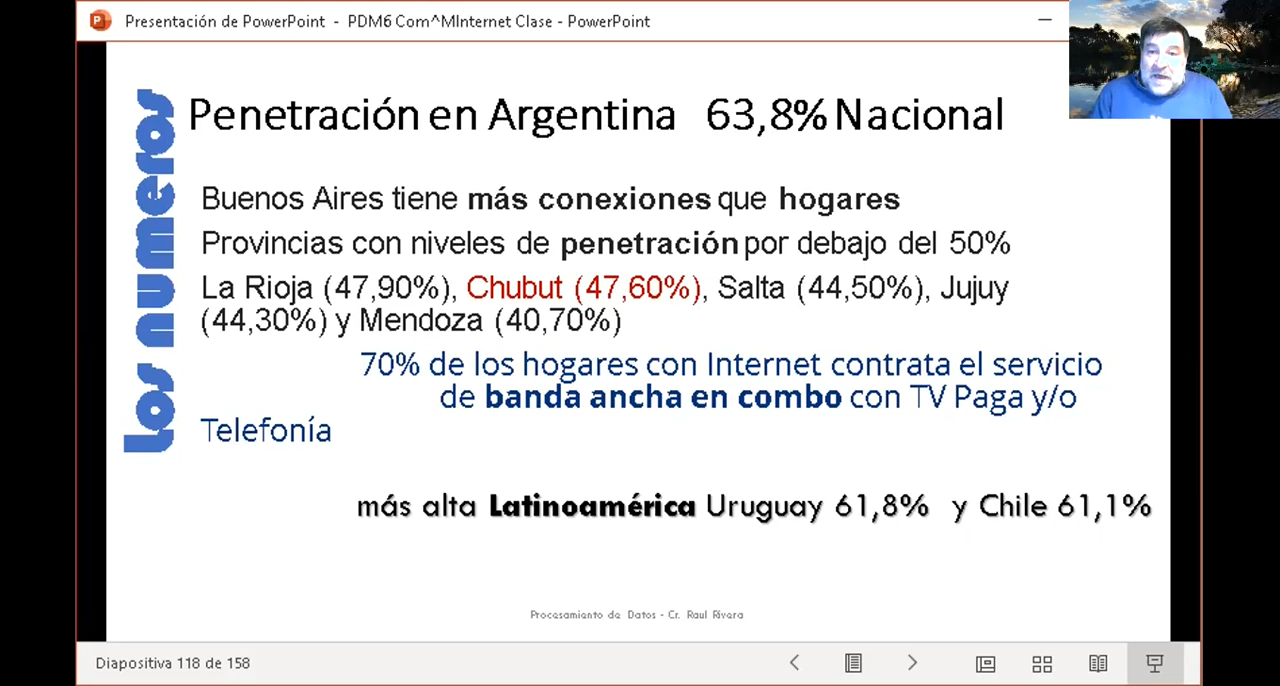 Presentación de PowerPoint - PDM6 Com^MInternet Clase - PowerPoint
Los numeros
Penetración en Argentina 63,8% Nacional
Buenos Aires tiene más conexiones que hogares
Provincias con niveles de penetración por debajo del 50%
La Rioja (47,90%), Chubut (47,60%), Salta (44,50%), Jujuy
(44,30%) y Mendoza (40,70%)
70% de los hogares con Internet contrata el servicio
de banda ancha en combo con TV Paga y/o
Telefonía
más alta Latinoamérica Uruguay 61,8% y Chile 61,1%
Procesamiento de Datos - Cr. Raul Rivera
Diapositiva 118 de 158